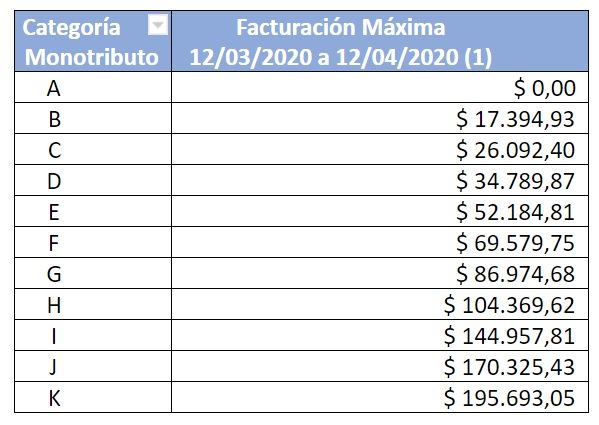 Categoría Facturación Máxima
Monotributo 12/03/2020 a 12/04/2020 (1)
A $ 0,00
B $ 17.394,93
C $ 26.092,40
D $ 34.789,87
E $ 52.184,81
F $ 69.579,75
G $ 86.974,68
H $ 104.369,62
I $ 144.957,81
J $ 170.325,43
K $ 195.693,05